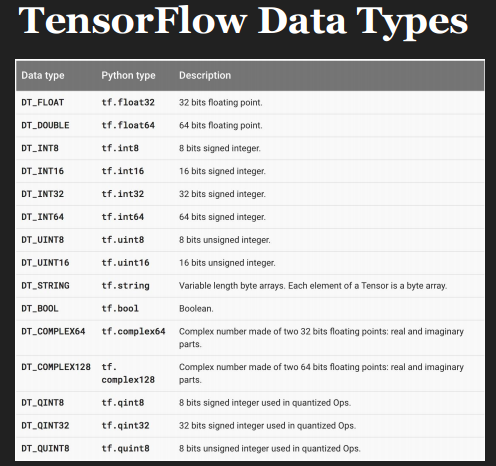 TensorFlow Data Types
Data type Python type Description
DT_FLOAT tf.float32 32 bits floating point.
DT_DOUBLE tf.float64 64 bits floating point.
DT_INT8 tf.int8 8 bits signed integer.
DT_INT16 tf.int16 16 bits signed integer.
DT_INT32 tf.int32 32 bits signed integer.
DT_INT64 tf.int64 64 bits signed integer.
DT_UINT8 tf.uint8 8 bits unsigned integer.
DT_UINT16 tf.uint16 16 bits unsigned integer.
DT_STRING tf.string Variable length byte arrays. Each element of a Tensor is a byte array.
DT_BOOL tf.bool Boolean.
DT_COMPLEX64 tf.complex64 Complex number made of two 32 bits floating points: real and imaginary
parts.
DT_COMPLEX128 tf. Complex number made of two 64 bits floating points: real and imaginary
complex128 parts.
DT_QINT8 tf.qint8 8 bits signed integer used in quantized Ops.
DT_QINT32 tf.qint32 32 bits signed integer used in quantized Ops.
DT_QUINT8 tf.quint8 8 bits unsigned integer used in quantized Ops.